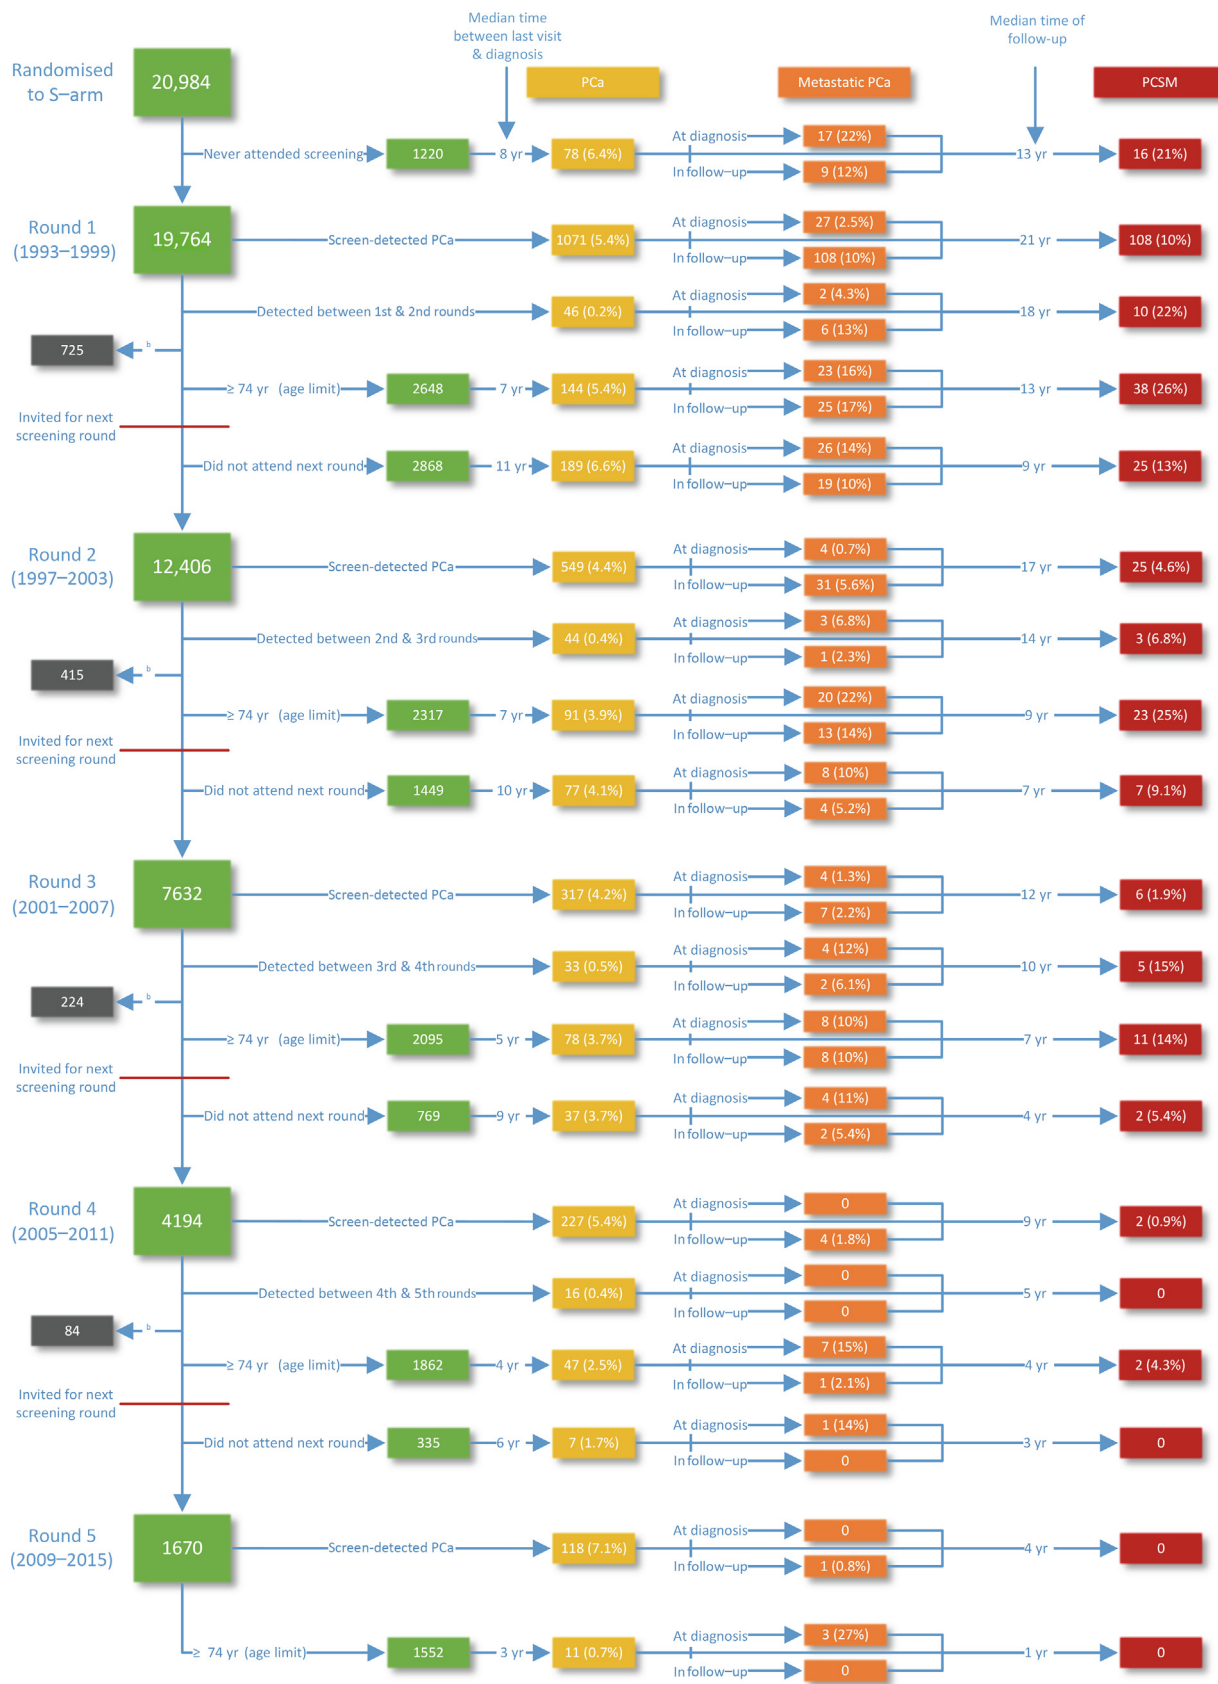 Median time
between last visit
& diagnosis
Median time of
follow-up
Randomised
to S–arm
20,984
PCa
Metastatic PCa
PCSM
Never attended screening
1220
8 yr
78 (6.4%)
At diagnosis
17 (22%)
In follow–up
9 (12%)
13 yr
16 (21%)
Round 1
(1993–1999)
19,764
Screen-detected PCa
1071 (5.4%)
At diagnosis
27 (2.5%)
In follow–up
108 (10%)
21 yr
108 (10%)
Detected between 1st & 2nd rounds
46 (0.2%)
At diagnosis
2 (4.3%)
In follow–up
6 (13%)
18 yr
10 (22%)
725
b
≥ 74 yr (age limit)
2648
7 yr
144 (5.4%)
At diagnosis
23 (16%)
In follow–up
25 (17%)
13 yr
38 (26%)
Invited for next
screening round
Did not attend next round
2868
11 yr
189 (6.6%)
At diagnosis
26 (14%)
In follow–up
19 (10%)
9 yr
25 (13%)
Round 2
(1997–2003)
12,406
Screen-detected PCa
549 (4.4%)
At diagnosis
4 (0.7%)
In follow–up
31 (5.6%)
17 yr
25 (4.6%)
Detected between 2nd & 3rd rounds
44 (0.4%)
At diagnosis
3 (6.8%)
In follow–up
1 (2.3%)
14 yr
3 (6.8%)
415
b
≥ 74 yr (age limit)
2317
7 yr
91 (3.9%)
At diagnosis
20 (22%)
In follow–up
13 (14%)
9 yr
23 (25%)
Invited for next
screening round
Did not attend next round
1449
10 yr
77 (4.1%)
At diagnosis
8 (10%)
In follow–up
4 (5.2%)
7 yr
7 (9.1%)
Round 3
(2001–2007)
7632
Screen-detected PCa
317 (4.2%)
At diagnosis
4 (1.3%)
In follow–up
7 (2.2%)
12 yr
6 (1.9%)
Detected between 3rd & 4th rounds
33 (0.5%)
At diagnosis
4 (12%)
In follow–up
2 (6.1%)
10 yr
5 (15%)
224
b
≥ 74 yr (age limit)
2095
5 yr
78 (3.7%)
At diagnosis
8 (10%)
In follow–up
8 (10%)
7 yr
11 (14%)
Invited for next
screening round
Did not attend next round
769
9 yr
37 (3.7%)
At diagnosis
4 (11%)
In follow–up
2 (5.4%)
4 yr
2 (5.4%)
Round 4
(2005–2011)
4194
Screen-detected PCa
227 (5.4%)
At diagnosis
0
In follow–up
4 (1.8%)
9 yr
2 (0.9%)
Detected between 4th & 5th rounds
16 (0.4%)
At diagnosis
0
In follow–up
0
5 yr
0
84
b
≥ 74 yr (age limit)
1862
4 yr
47 (2.5%)
At diagnosis
7 (15%)
In follow–up
1 (2.1%)
4 yr
2 (4.3%)
Invited for next
screening round
Did not attend next round
335
6 yr
7 (1.7%)
At diagnosis
1 (14%)
In follow–up
0
3 yr
0
Round 5
(2009–2015)
1670
Screen-detected PCa
118 (7.1%)
At diagnosis
0
In follow–up
1 (0.8%)
4 yr
0
≥ 74 yr (age limit)
1552
3 yr
11 (0.7%)
At diagnosis
3 (27%)
In follow–up
0
1 yr
0